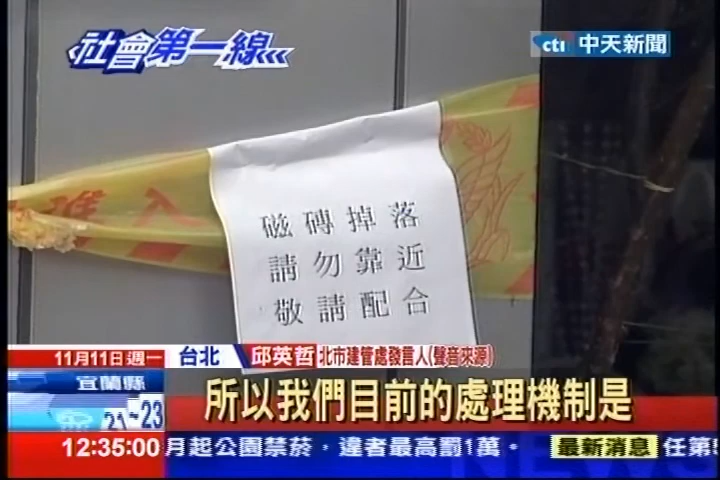 社會第一線
cti 中天新聞
進入
磁磚掉落
請勿靠近
敬請配合
11月11日週一 台北 邱英哲 北市建管處發言人(聲音來源)
宜蘭縣
21~23
所以我們目前的處理機制是
12:35:00 月起公園禁菸，違者最高罰1萬。 最新消息 任第
NEWS